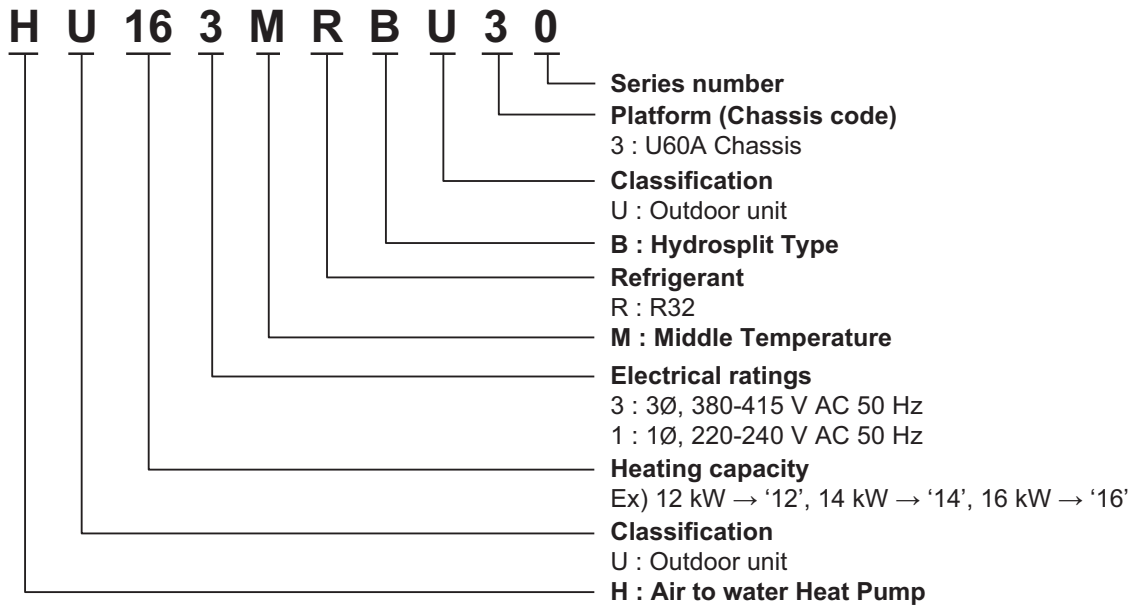 H U 16 3 M R B U 3 0
Series number
Platform (Chassis code)
3 : U60A Chassis
Classification
U : Outdoor unit
B : Hydrosplit Type
Refrigerant
R : R32
M : Middle Temperature
Electrical ratings
3 : 3Ø, 380-415 V AC 50 Hz
1 : 1Ø, 220-240 V AC 50 Hz
Heating capacity
Ex) 12 kW → ‘12’, 14 kW → ‘14’, 16 kW → ‘16’
Classification
U : Outdoor unit
H : Air to water Heat Pump